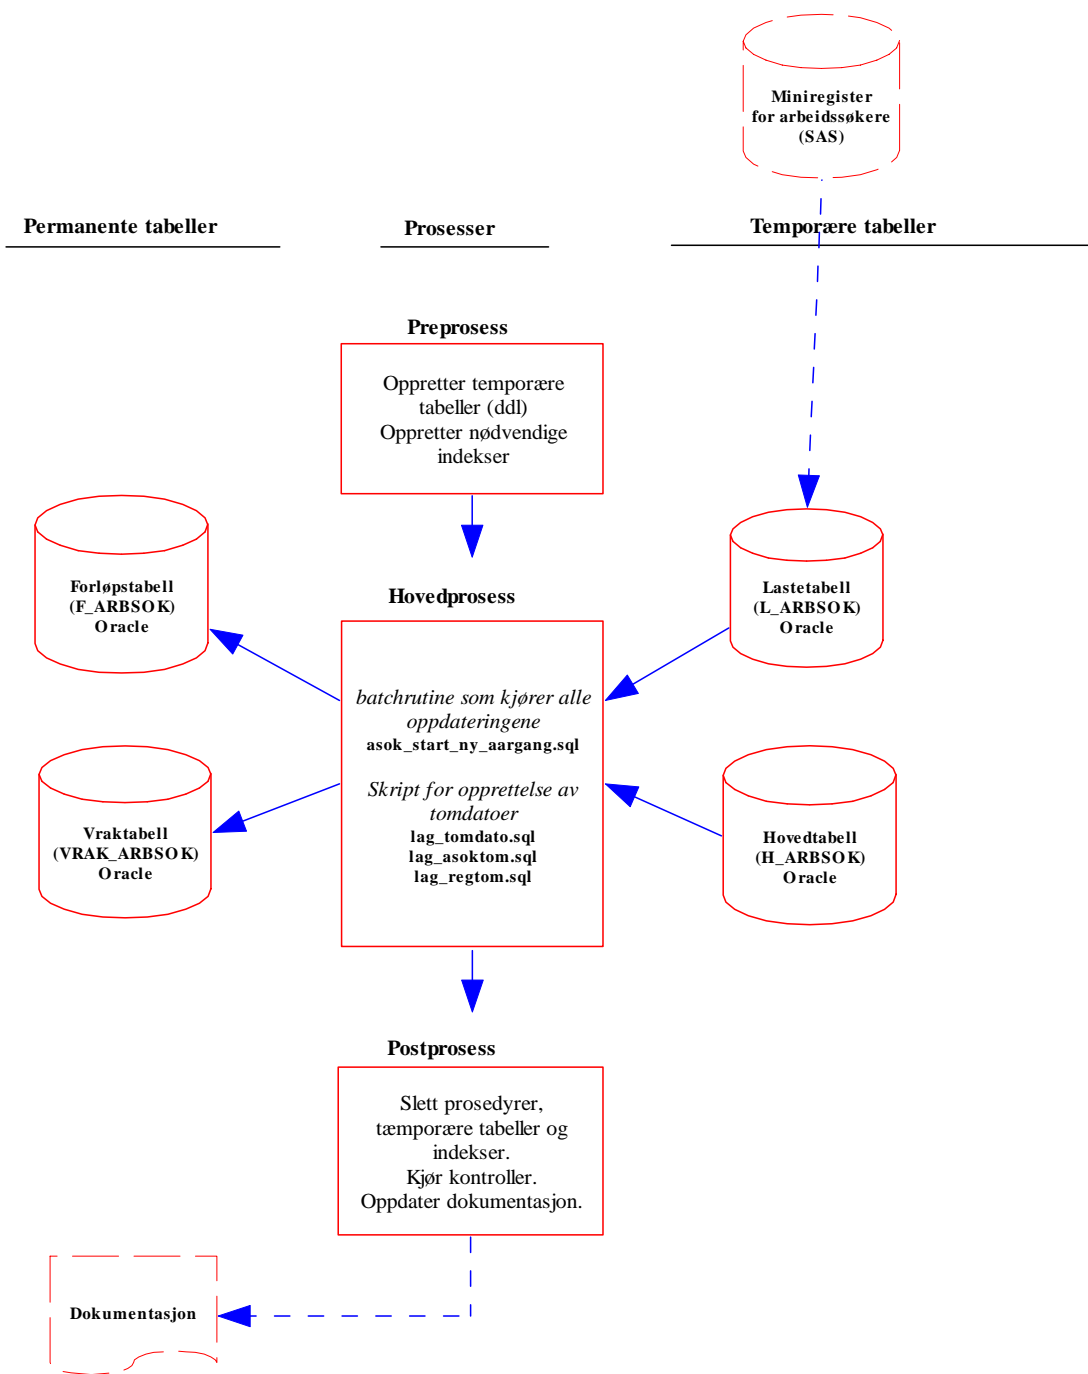 Miniregister
for arbeidssøkere
(SAS)
Permanente tabeller
Prosesser
Temporære tabeller
Preprosess
Oppretter temporære
tabeller (ddl)
Oppretter nødvendige
indekser
Forløpstabell
(F_ARBSOK)
Oracle
Hovedprosess
Lastetabell
(L_ARBSOK)
Oracle
batchrutine som kjører alle
oppdateringene
asok_start_ny_aargang.sql
Skript for opprettelse av
tomdatoer
lag_tomdato.sql
lag_asoktom.sql
lag_regtom.sql
Vraktabell
(VRAK_ARBSOK)
Oracle
Hovedtabell
(H_ARBSOK)
Oracle
Postprosess
Slett prosedyrer,
tæmporære tabeller og
indekser.
Kjør kontroller.
Oppdater dokumentasjon.
Dokumentasjon